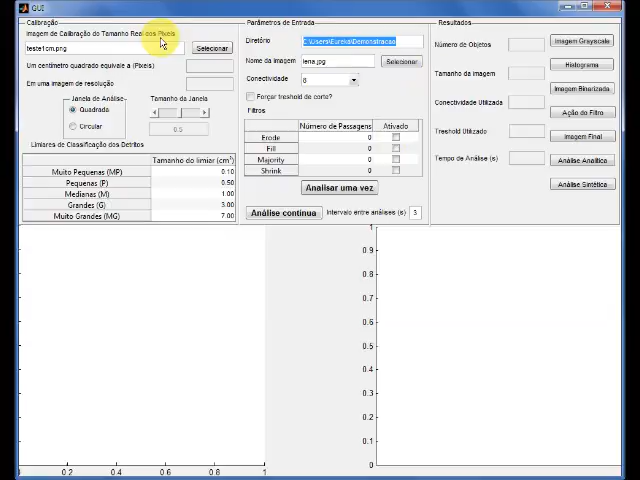 GUI
Calibração
Imagem de Calibração do Tamanho Real dos Pixels
teste1cm.png
Selecionar
Um centímetro quadrado equivale a (Pixels)
Em uma imagem de resolução
Janela de Análise
Quadrada
Circular
Tamanho da Janela
0.5
Limiares de Classificação dos Detritos
Tamanho do limiar (cm²)
Muito Pequenas (MP) 0.10
Pequenas (P) 0.50
Medianas (M) 1.00
Grandes (G) 3.00
Muito Grandes (MG) 7.00
Parâmetros de Entrada
Diretório C:\Users\Eureka\Demonstracao
Nome da imagem lena.jpg Selecionar
Conectividade 8
Forçar treshold de corte?
Filtros
Número de Passagens Ativado
Erode 0
Fill 0
Majority 0
Shrink 0
Analisar uma vez
Análise continua Intervalo entre análises (s) 3
Resultados
Número de Objetos
Tamanho da imagem
Conectividade Utilizada
Treshold Utilizado
Tempo de Análise (s)
Imagem Grayscale
Histograma
Imagem Binarizada
Ação do Filtro
Imagem Final
Análise Analítica
Análise Sintética
0 0.2 0.4 0.6 0.8 1
1
0.9
0.8
0.7
0.6
0.5
0.4
0.3
0.2
0.1
0